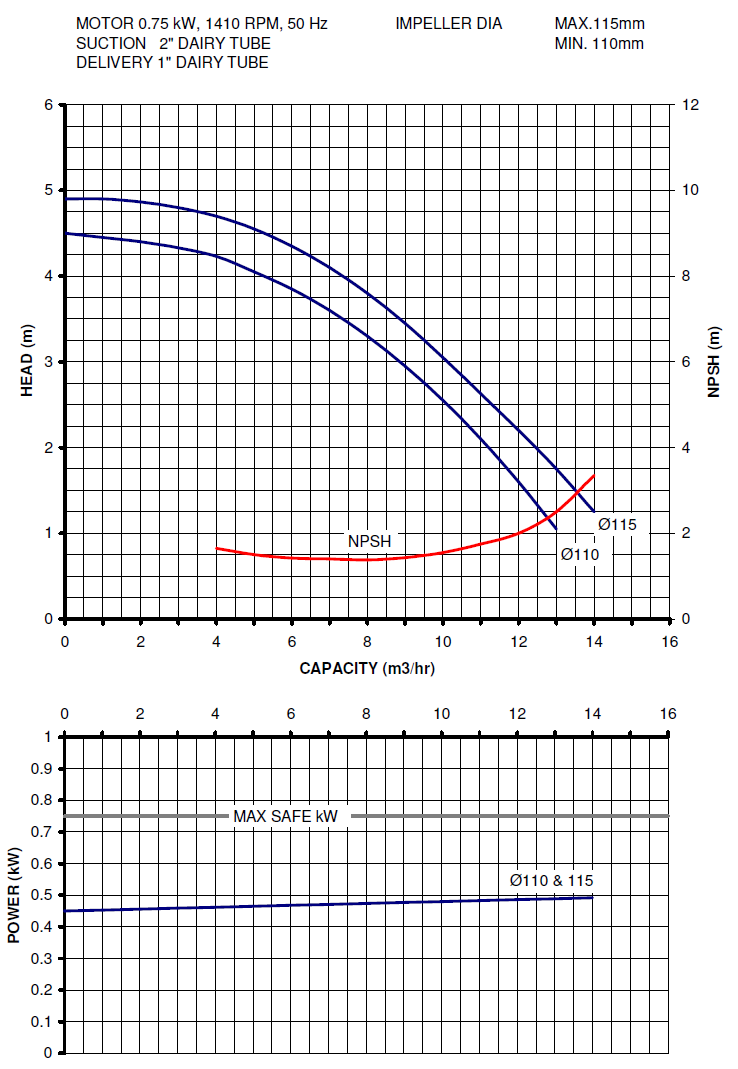 MOTOR 0.75 kW, 1410 RPM, 50 Hz IMPELLER DIA MAX.115mm
SUCTION 2" DAIRY TUBE MIN. 110mm
DELIVERY 1" DAIRY TUBE
6 12
5 10
4 8
3 6
2 4
1 2
0 0
HEAD (m)
NPSH (m)
NPSH
Ø115
Ø110
0 2 4 6 8 10 12 14 16
CAPACITY (m3/hr)
0 2 4 6 8 10 12 14 16
1
0.9
0.8
MAX SAFE kW
0.7
0.6
Ø110 & 115
0.5
0.4
0.3
0.2
0.1
0
POWER (kW)